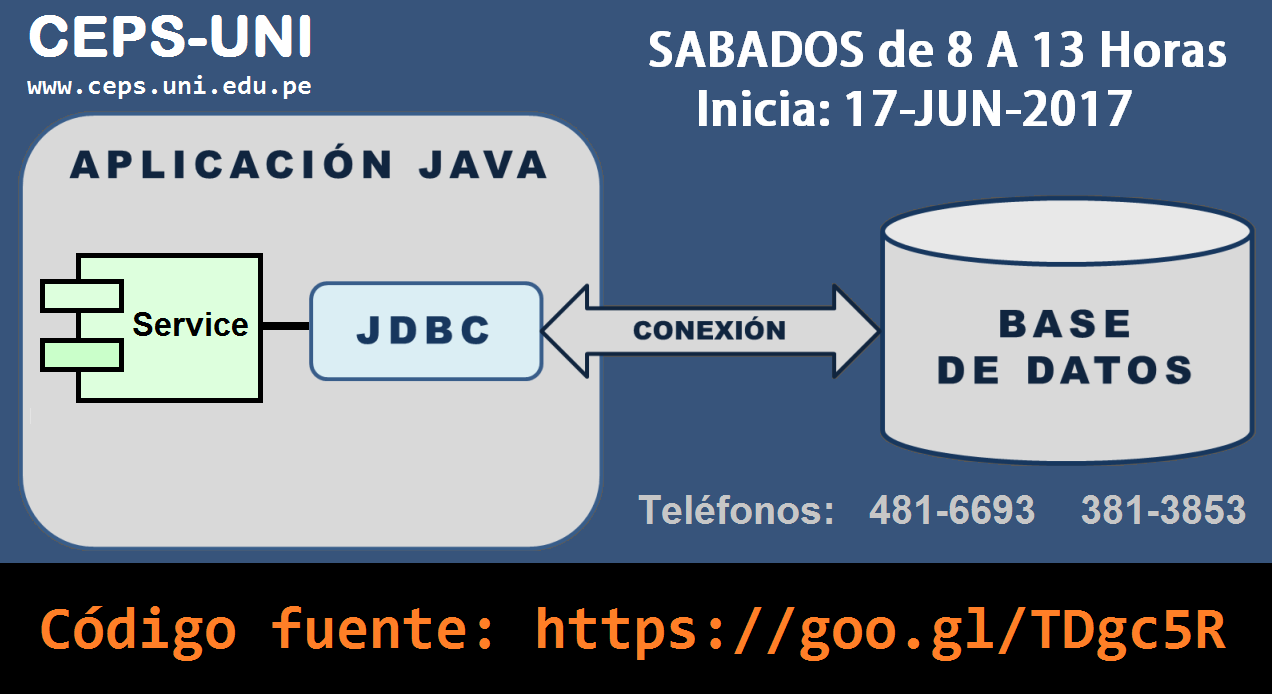 CEPS-UNI
www.ceps.uni.edu.pe
SABADOS de 8 A 13 Horas
Inicia: 17-JUN-2017
APLICACIÓN JAVA
Service
JDBC
CONEXIÓN
BASE
DE DATOS
Teléfonos: 481-6693 381-3853
Código fuente: https://goo.gl/TDgc5R